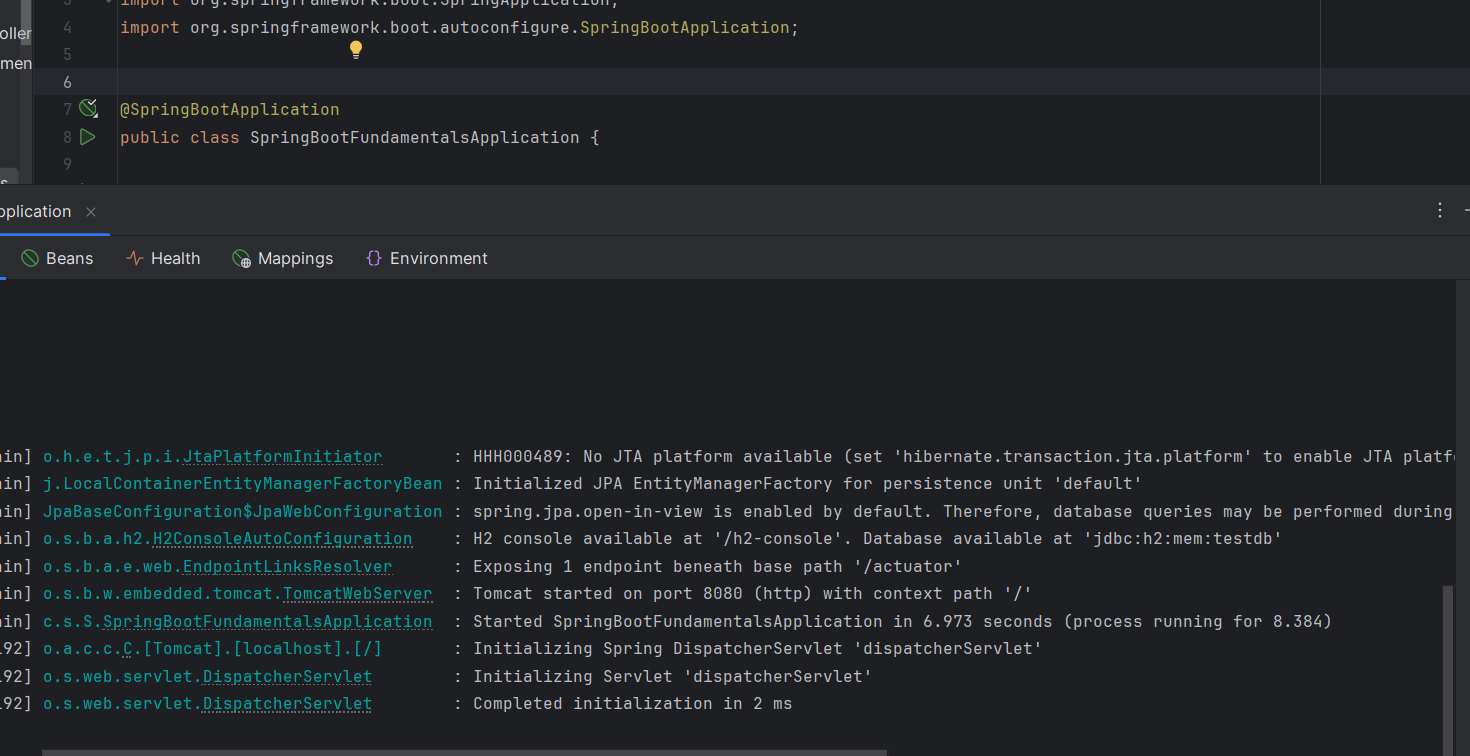 3 import org.springframework.boot.SpringApplication;
4 import org.springframework.boot.autoconfigure.SpringBootApplication;
5
6
7 @SpringBootApplication
8 public class SpringBootFundamentalsApplication {
9
oller
men
s
pplication
Beans Health Mappings {} Environment
ain] o.h.e.t.j.p.i.JtaPlatformInitiator : HHH000489: No JTA platform available (set 'hibernate.transaction.jta.platform' to enable JTA platf
ain] j.LocalContainerEntityManagerFactoryBean : Initialized JPA EntityManagerFactory for persistence unit 'default'
ain] JpaBaseConfiguration$JpaWebConfiguration : spring.jpa.open-in-view is enabled by default. Therefore, database queries may be performed during
ain] o.s.b.a.h2.H2ConsoleAutoConfiguration : H2 console available at '/h2-console'. Database available at 'jdbc:h2:mem:testdb'
ain] o.s.b.a.e.web.EndpointLinksResolver : Exposing 1 endpoint beneath base path '/actuator'
ain] o.s.b.w.embedded.tomcat.TomcatWebServer : Tomcat started on port 8080 (http) with context path '/'
ain] c.s.S.SpringBootFundamentalsApplication : Started SpringBootFundamentalsApplication in 6.973 seconds (process running for 8.384)
192] o.a.c.c.C.[Tomcat].[localhost].[/] : Initializing Spring DispatcherServlet 'dispatcherServlet'
192] o.s.web.servlet.DispatcherServlet : Initializing Servlet 'dispatcherServlet'
192] o.s.web.servlet.DispatcherServlet : Completed initialization in 2 ms